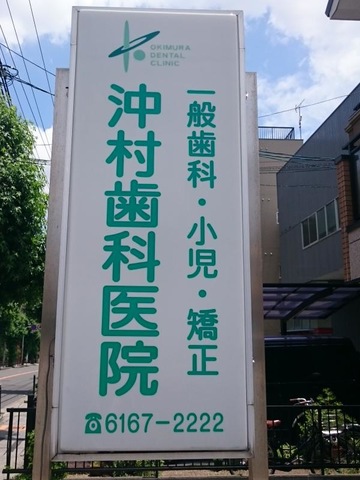 OKIMURA
DENTAL
CLINIC
一般歯科・小児・矯正
沖村歯科医院
☎6167-2222